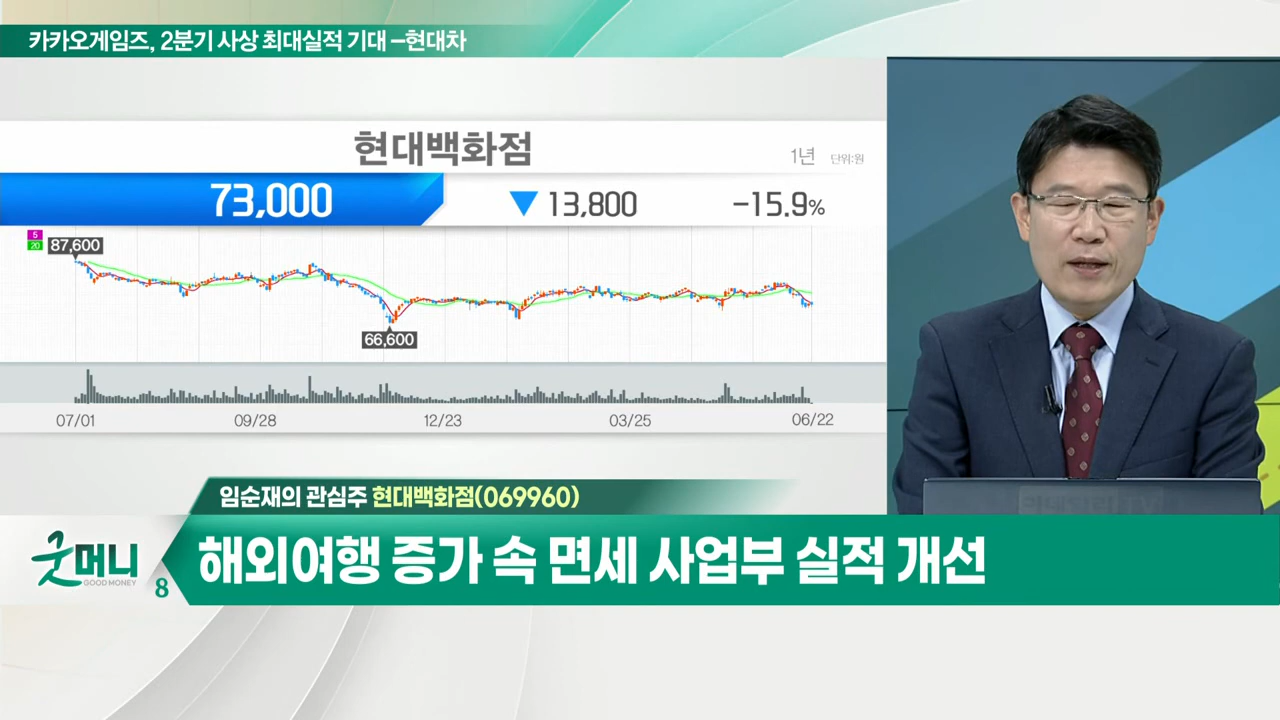 카카오게임즈, 2분기 사상 최대실적 기대 –현대차
현대백화점
1년 단위:원
73,000 ▼ 13,800 -15.9%
5
20
87,600
66,600
07/01 09/28 12/23 03/25 06/22
임순재의 관심주 현대백화점(069960)
해외여행 증가 속 면세 사업부 실적 개선
굿머니
GOOD MONEY
8